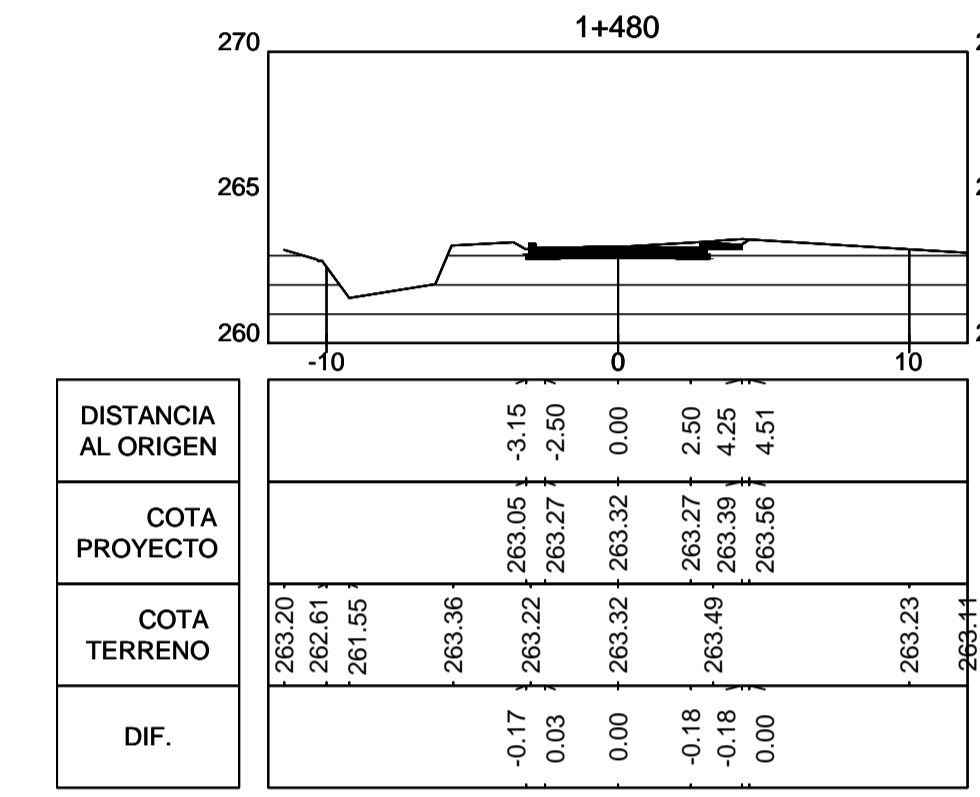 1+480
270
265
260
-10 0 10
DISTANCIA
AL ORIGEN
-3.15 -2.50 0.00 2.50 4.25 4.51
COTA
PROYECTO
263.05 263.27 263.32 263.27 263.39 263.56
COTA
TERRENO
263.20 262.61 261.55 263.36 263.22 263.32 263.49 263.23 263.11
DIF.
-0.17 0.03 0.00 -0.18 -0.18 0.00